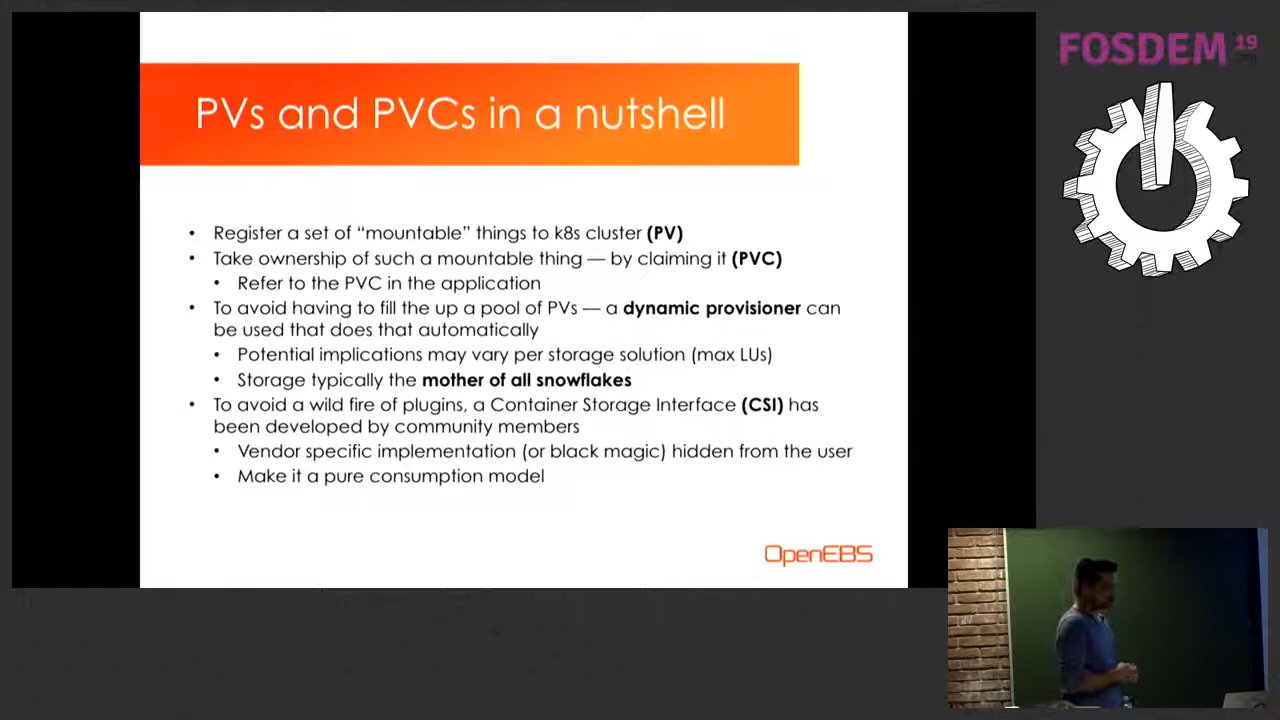 PVs and PVCs in a nutshell
• Register a set of “mountable” things to k8s cluster (PV)
• Take ownership of such a mountable thing — by claiming it (PVC)
• Refer to the PVC in the application
• To avoid having to fill the up a pool of PVs — a dynamic provisioner can
be used that does that automatically
• Potential implications may vary per storage solution (max LUs)
• Storage typically the mother of all snowflakes
• To avoid a wild fire of plugins, a Container Storage Interface (CSI) has
been developed by community members
• Vendor specific implementation (or black magic) hidden from the user
• Make it a pure consumption model
OpenEBS
FOSDEM 19